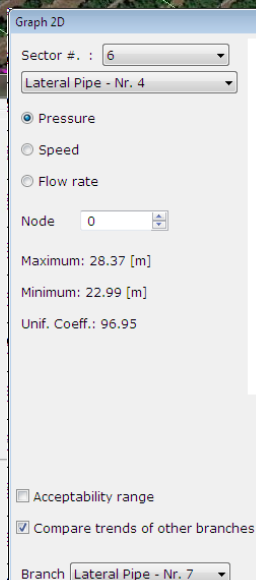 Graph 2D
Sector #. : 6
Lateral Pipe - Nr. 4
Pressure
Speed
Flow rate
Node 0
Maximum: 28.37 [m]
Minimum: 22.99 [m]
Unif. Coeff.: 96.95
Acceptability range
Compare trends of other branches
Branch Lateral Pipe - Nr. 7